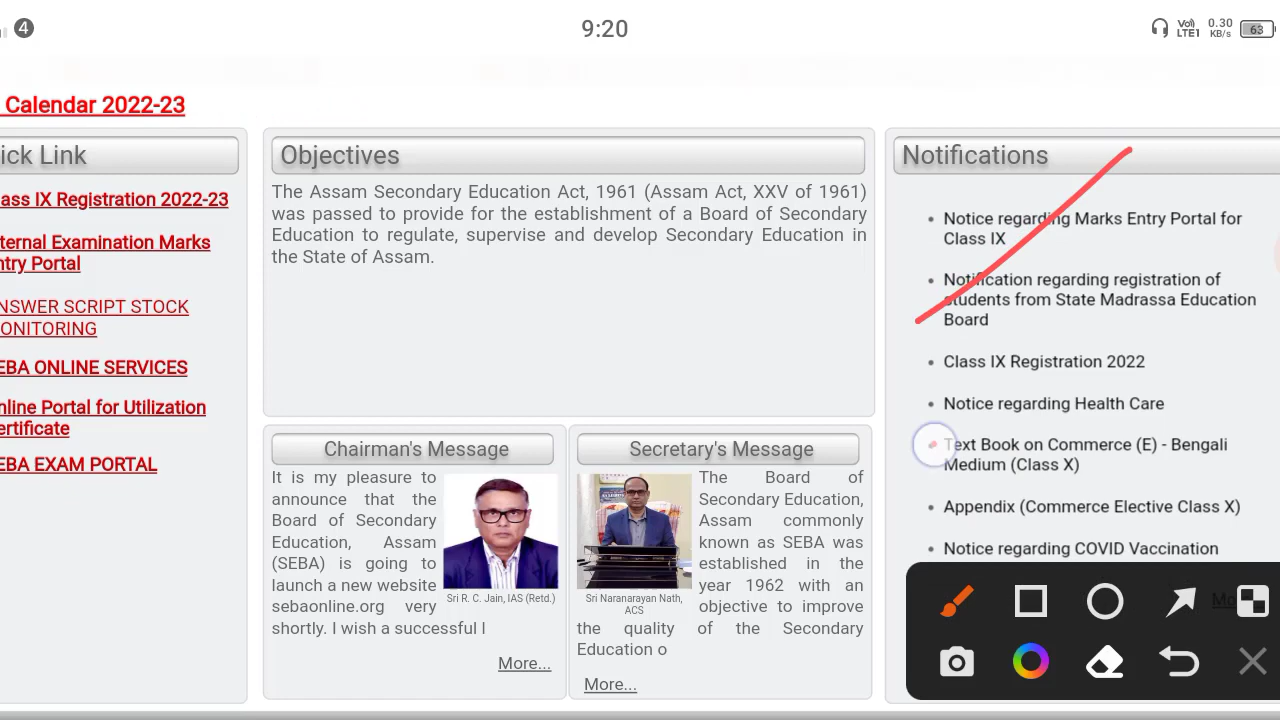 4
9:20
Vo)) LTE1
0.30 KB/s
63
Calendar 2022-23
ick Link
lass IX Registration 2022-23
ternal Examination Marks
ntry Portal
NSWER SCRIPT STOCK
ONITORING
EBA ONLINE SERVICES
nline Portal for Utilization
ertificate
EBA EXAM PORTAL
Objectives
The Assam Secondary Education Act, 1961 (Assam Act, XXV of 1961)
was passed to provide for the establishment of a Board of Secondary
Education to regulate, supervise and develop Secondary Education in
the State of Assam.
Chairman's Message
It is my pleasure to
announce that the
Board of Secondary
Education, Assam
(SEBA) is going to
launch a new website
sebaonline.org very
shortly. I wish a successful l
Sri R. C. Jain, IAS (Retd.)
More...
Secretary's Message
The Board of
Secondary Education,
Assam commonly
known as SEBA was
established in the
year 1962 with an
objective to improve
the quality of the Secondary
Education o
Sri Naranarayan Nath,
ACS
More...
Notifications
Notice regarding Marks Entry Portal for
Class IX
Notification regarding registration of
students from State Madrassa Education
Board
Class IX Registration 2022
Notice regarding Health Care
Text Book on Commerce (E) - Bengali
Medium (Class X)
Appendix (Commerce Elective Class X)
Notice regarding COVID Vaccination